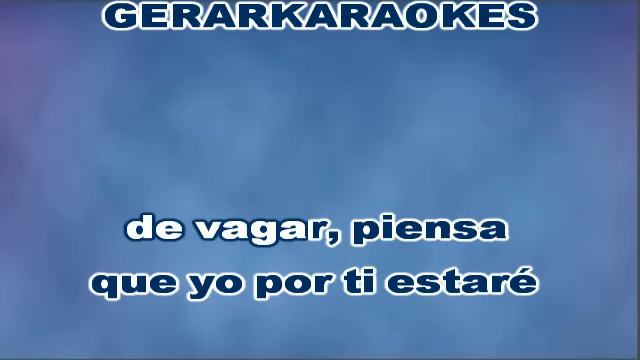 GERARKARAOKES
de vagar, piensa
que yo por ti estaré